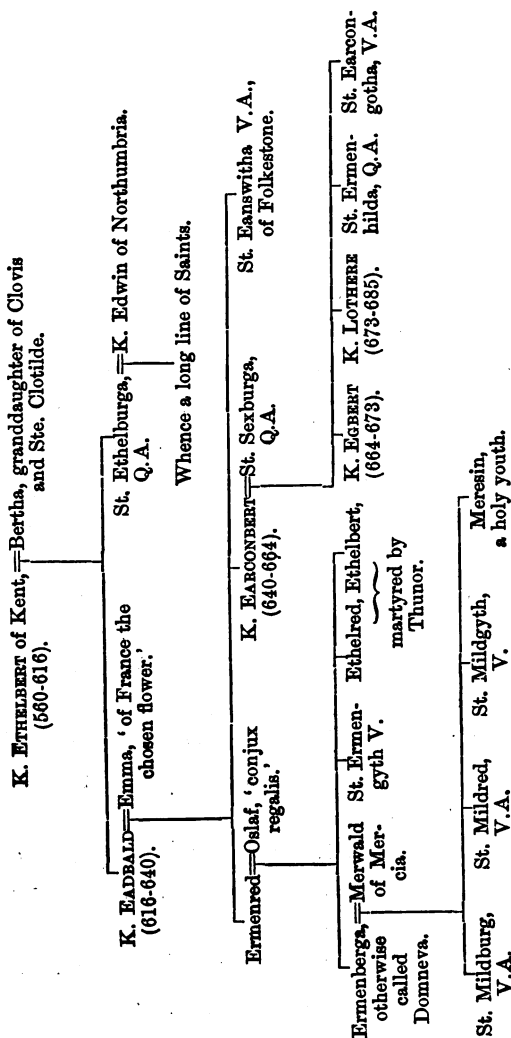 K. ETHELBERT of Kent,
(560-616)
Bertha, granddaughter of Clovis
and Ste. Clotilde.
K. EADBALD
(616-640).
Emma, ‘of France the
chosen flower.’
St. Ethelburga,
Q.A.
K. Edwin of Northumbria.
Whence a long line of Saints.
Ermenred
Oslaf, ‘conjux
regalis.’
K. EARCONBERT
(640-664).
St. Sexburga,
Q.A.
St. Eanswitha V.A.,
of Folkestone.
Ermenberga,
otherwise
called
Domneva.
Merwald
of Mer-
cia.
St. Ermen-
gyth V.
Ethelred, Ethelbert,
martyred by
Thunor.
K. EGBERT
(664-673).
K. LOTHERE
(673-685).
St. Ermen-
hilda, Q.A.
St. Earcon-
gotha, V.A.
St. Mildburg,
V.A.
St. Mildred,
V.A.
St. Mildgyth,
V.
Meresin,
a holy youth.